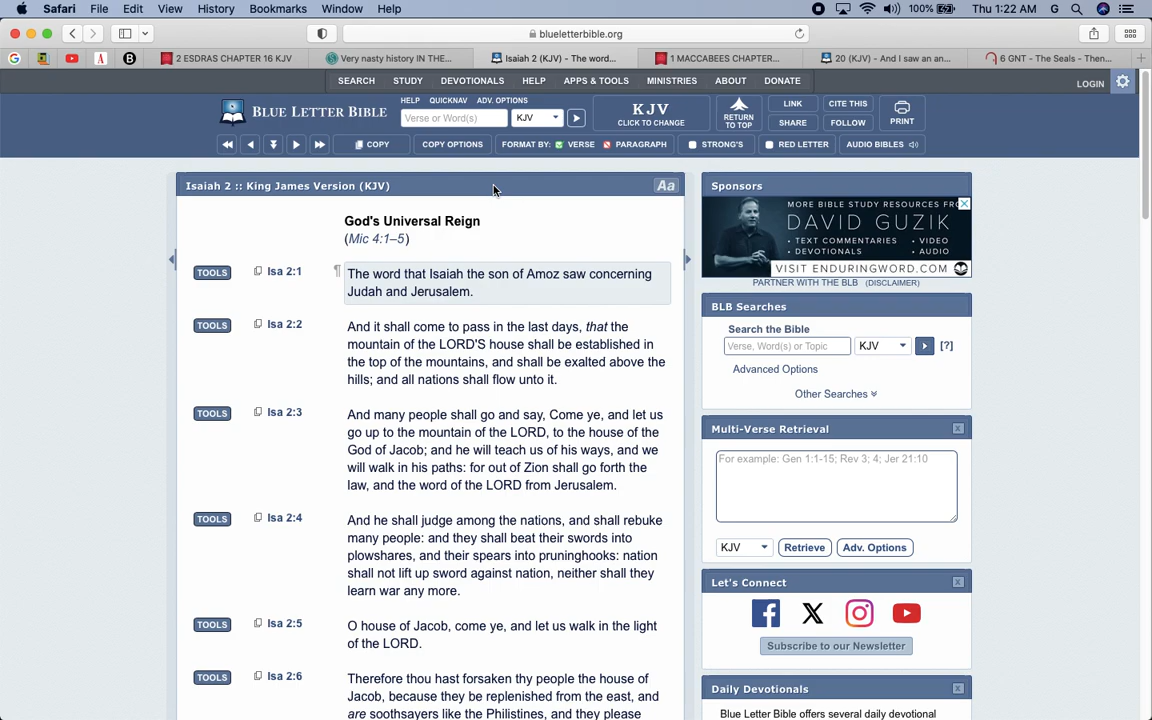 Safari File Edit View History Bookmarks Window Help 100% Thu 1:22 AM G
blueletterbible.org
G A B 2 ESDRAS CHAPTER 16 KJV Very nasty history IN THE... Isaiah 2 (KJV) - The word... 1 MACCABEES CHAPTER... 20 (KJV) - And I saw an an... 6 GNT - The Seals - Then...
SEARCH STUDY DEVOTIONALS HELP APPS & TOOLS MINISTRIES ABOUT DONATE LOGIN
HELP QUICKNAV ADV. OPTIONS
BLUE LETTER BIBLE
Verse or Word(s) KJV
KJV
CLICK TO CHANGE
RETURN
TO TOP
LINK CITE THIS
SHARE FOLLOW
PRINT
COPY COPY OPTIONS FORMAT BY: VERSE PARAGRAPH STRONG'S RED LETTER AUDIO BIBLES
Isaiah 2 :: King James Version (KJV) Aa
God's Universal Reign
(Mic 4:1–5)
TOOLS Isa 2:1 ¶ The word that Isaiah the son of Amoz saw concerning
Judah and Jerusalem.
TOOLS Isa 2:2 And it shall come to pass in the last days, that the
mountain of the LORD'S house shall be established in
the top of the mountains, and shall be exalted above the
hills; and all nations shall flow unto it.
TOOLS Isa 2:3 And many people shall go and say, Come ye, and let us
go up to the mountain of the LORD, to the house of the
God of Jacob; and he will teach us of his ways, and we
will walk in his paths: for out of Zion shall go forth the
law, and the word of the LORD from Jerusalem.
TOOLS Isa 2:4 And he shall judge among the nations, and shall rebuke
many people: and they shall beat their swords into
plowshares, and their spears into pruninghooks: nation
shall not lift up sword against nation, neither shall they
learn war any more.
TOOLS Isa 2:5 O house of Jacob, come ye, and let us walk in the light
of the LORD.
TOOLS Isa 2:6 Therefore thou hast forsaken thy people the house of
Jacob, because they be replenished from the east, and
are soothsayers like the Philistines, and they please
Sponsors
MORE BIBLE STUDY RESOURCES FRO
DAVID GUZIK
• TEXT COMMENTARIES • VIDEO
• DEVOTIONALS • AUDIO
VISIT ENDURINGWORD.COM
PARTNER WITH THE BLB (DISCLAIMER)
BLB Searches
Search the Bible
Verse, Word(s) or Topic KJV [?]
Advanced Options
Other Searches
Multi-Verse Retrieval
For example: Gen 1:1-15; Rev 3; 4; Jer 21:10
KJV Retrieve Adv. Options
Let's Connect
Subscribe to our Newsletter
Daily Devotionals
Blue Letter Bible offers several daily devotional